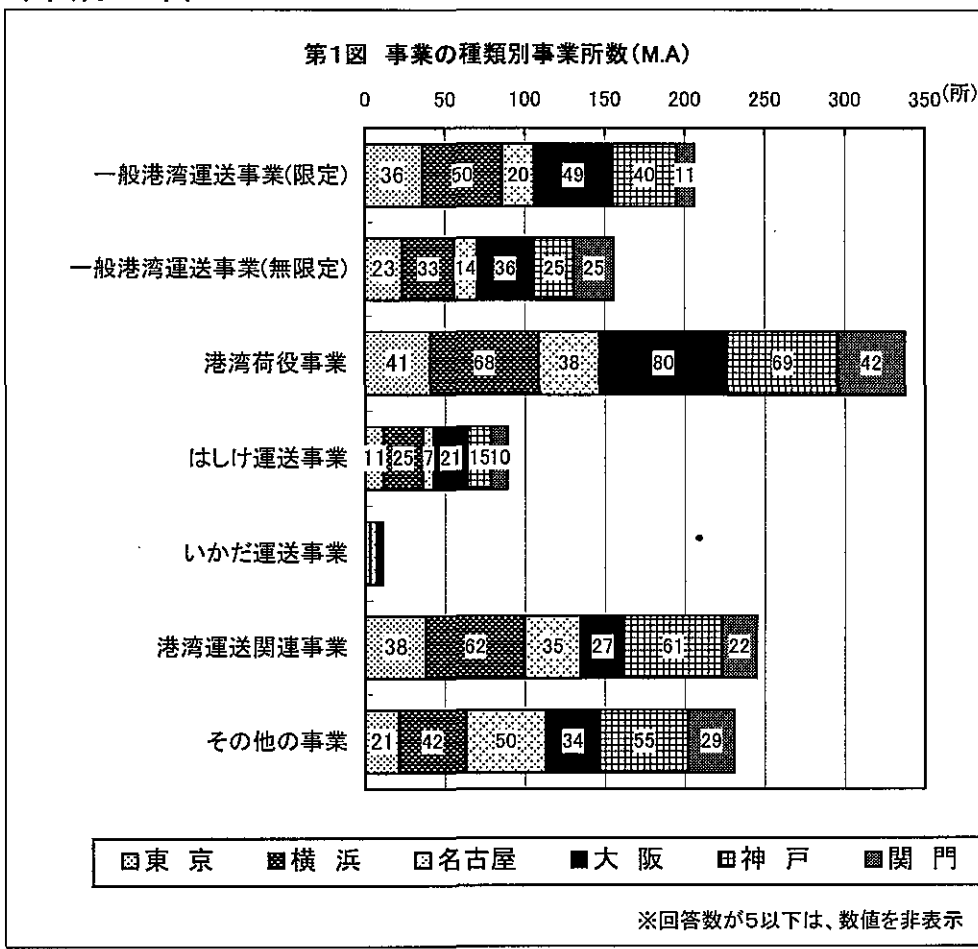 第1図 事業の種類別事業所数(M.A)
0 50 100 150 200 250 300 350 (所)
一般港湾運送事業(限定) 36 50 20 49 40 11
一般港湾運送事業(無限定) 23 33 14 36 25 25
港湾荷役事業 41 68 38 80 69 42
はしけ運送事業 11 25 7 21 15 10
いかだ運送事業
港湾運送関連事業 38 62 35 27 61 22
その他の事業 21 42 50 34 55 29
東 京 横 浜 名古屋 大 阪 神 戸 関 門
※回答数が5以下は、数値を非表示